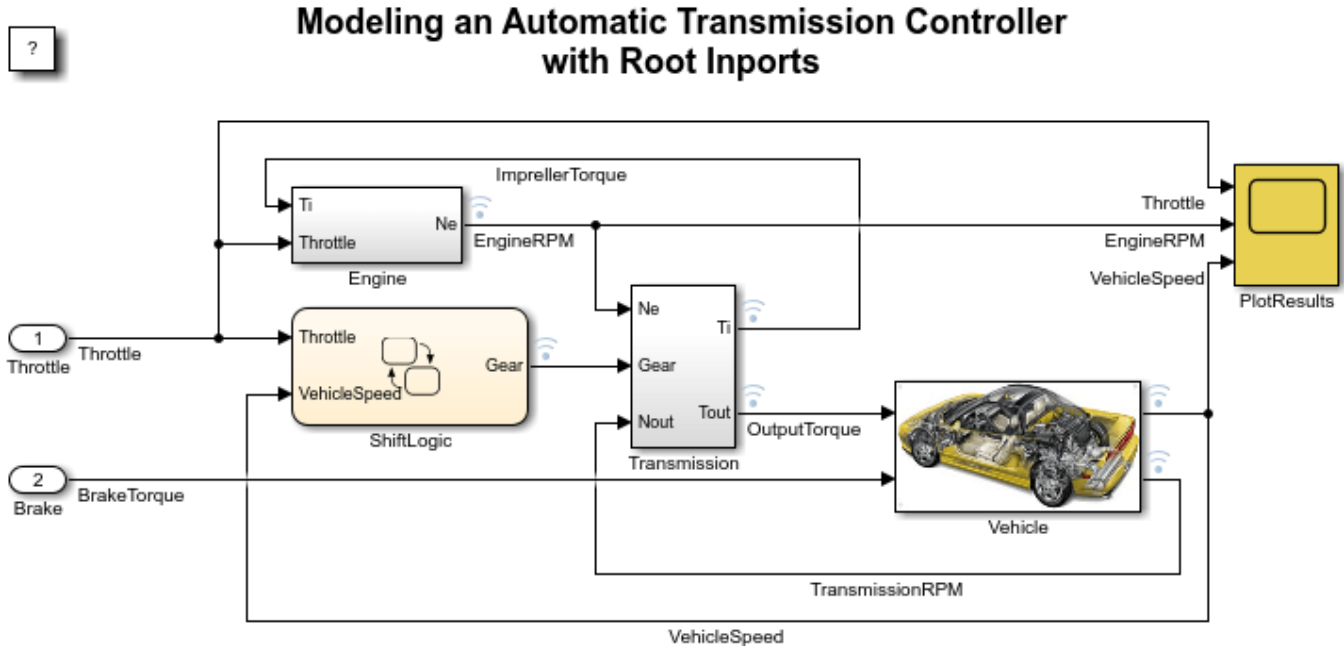 Modeling an Automatic Transmission Controller
with Root Inports
?
ImprellerTorque
Ti
Throttle
Ne
EngineRPM
Engine
Throttle
EngineRPM
VehicleSpeed
PlotResults
1
Throttle
Throttle
Throttle
VehicleSpeed
Gear
ShiftLogic
Ne
Gear
Nout
Ti
Tout
Transmission
OutputTorque
2
Brake
BrakeTorque
Vehicle
TransmissionRPM
VehicleSpeed